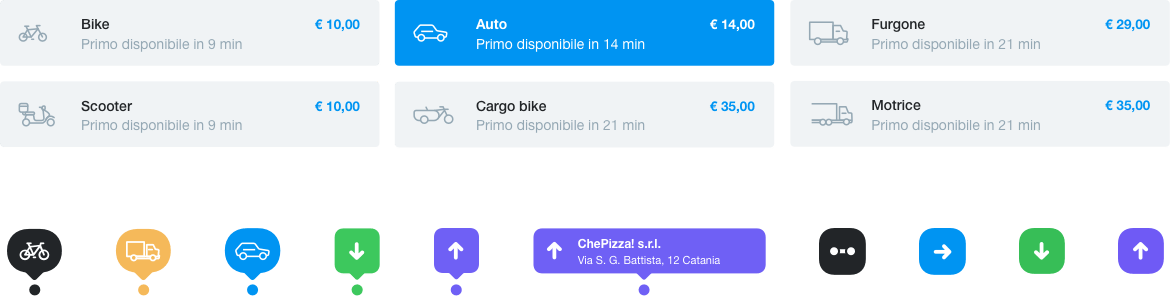 Bike
€ 10,00
Primo disponibile in 9 min
Auto
€ 14,00
Primo disponibile in 14 min
Furgone
€ 29,00
Primo disponibile in 21 min
Scooter
€ 10,00
Primo disponibile in 9 min
Cargo bike
€ 35,00
Primo disponibile in 21 min
Motrice
€ 35,00
Primo disponibile in 21 min
ChePizza! s.r.l.
Via S. G. Battista, 12 Catania